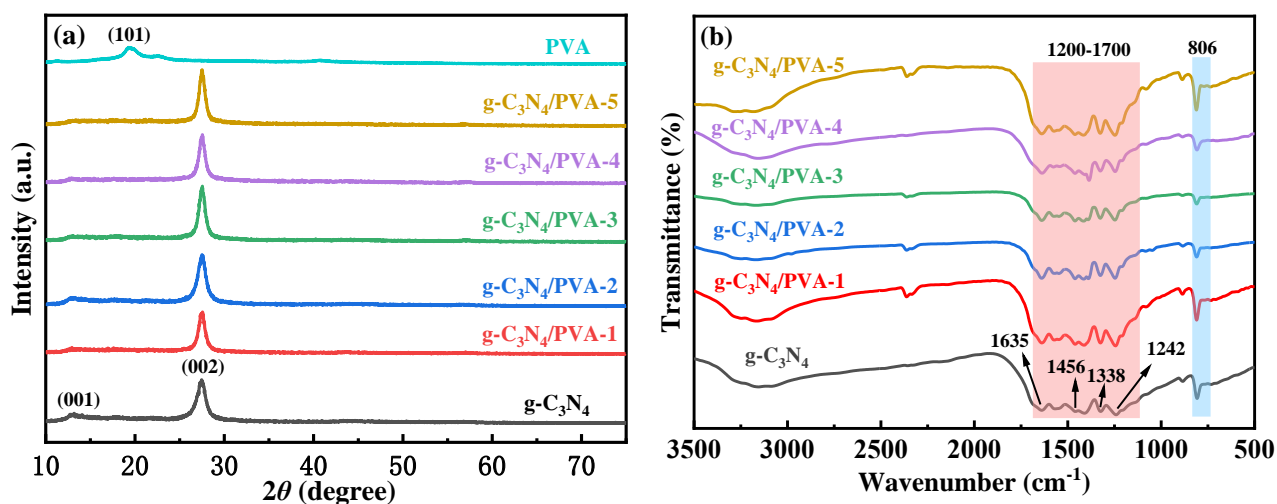 (a)
(101)
PVA
g-C₃N₄/PVA-5
g-C₃N₄/PVA-4
g-C₃N₄/PVA-3
g-C₃N₄/PVA-2
g-C₃N₄/PVA-1
(002)
(001)
g-C₃N₄
Intensity (a.u.)
10 20 30 40 50 60 70
2θ (degree)
(b)
1200-1700
806
g-C₃N₄/PVA-5
g-C₃N₄/PVA-4
g-C₃N₄/PVA-3
g-C₃N₄/PVA-2
g-C₃N₄/PVA-1
g-C₃N₄
1635
1456
1338
1242
Transmittance (%)
3500 3000 2500 2000 1500 1000 500
Wavenumber (cm⁻¹)